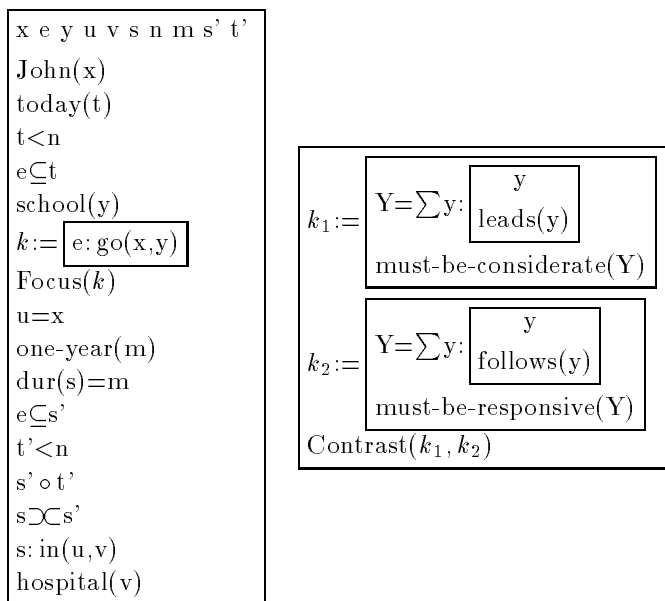 x e y u v s n m s’ t’
John(x)
today(t)
t<n
e⊆t
school(y)
k:= e: go(x,y)
Focus(k)
u=x
one-year(m)
dur(s)=m
e⊆s’
t’<n
s’ ∘ t’
s⊃⊂s’
s: in(u,v)
hospital(v)
y
k₁:= Y=∑y: leads(y)
must-be-considerate(Y)
y
k₂:= Y=∑y: follows(y)
must-be-responsive(Y)
Contrast(k₁, k₂)